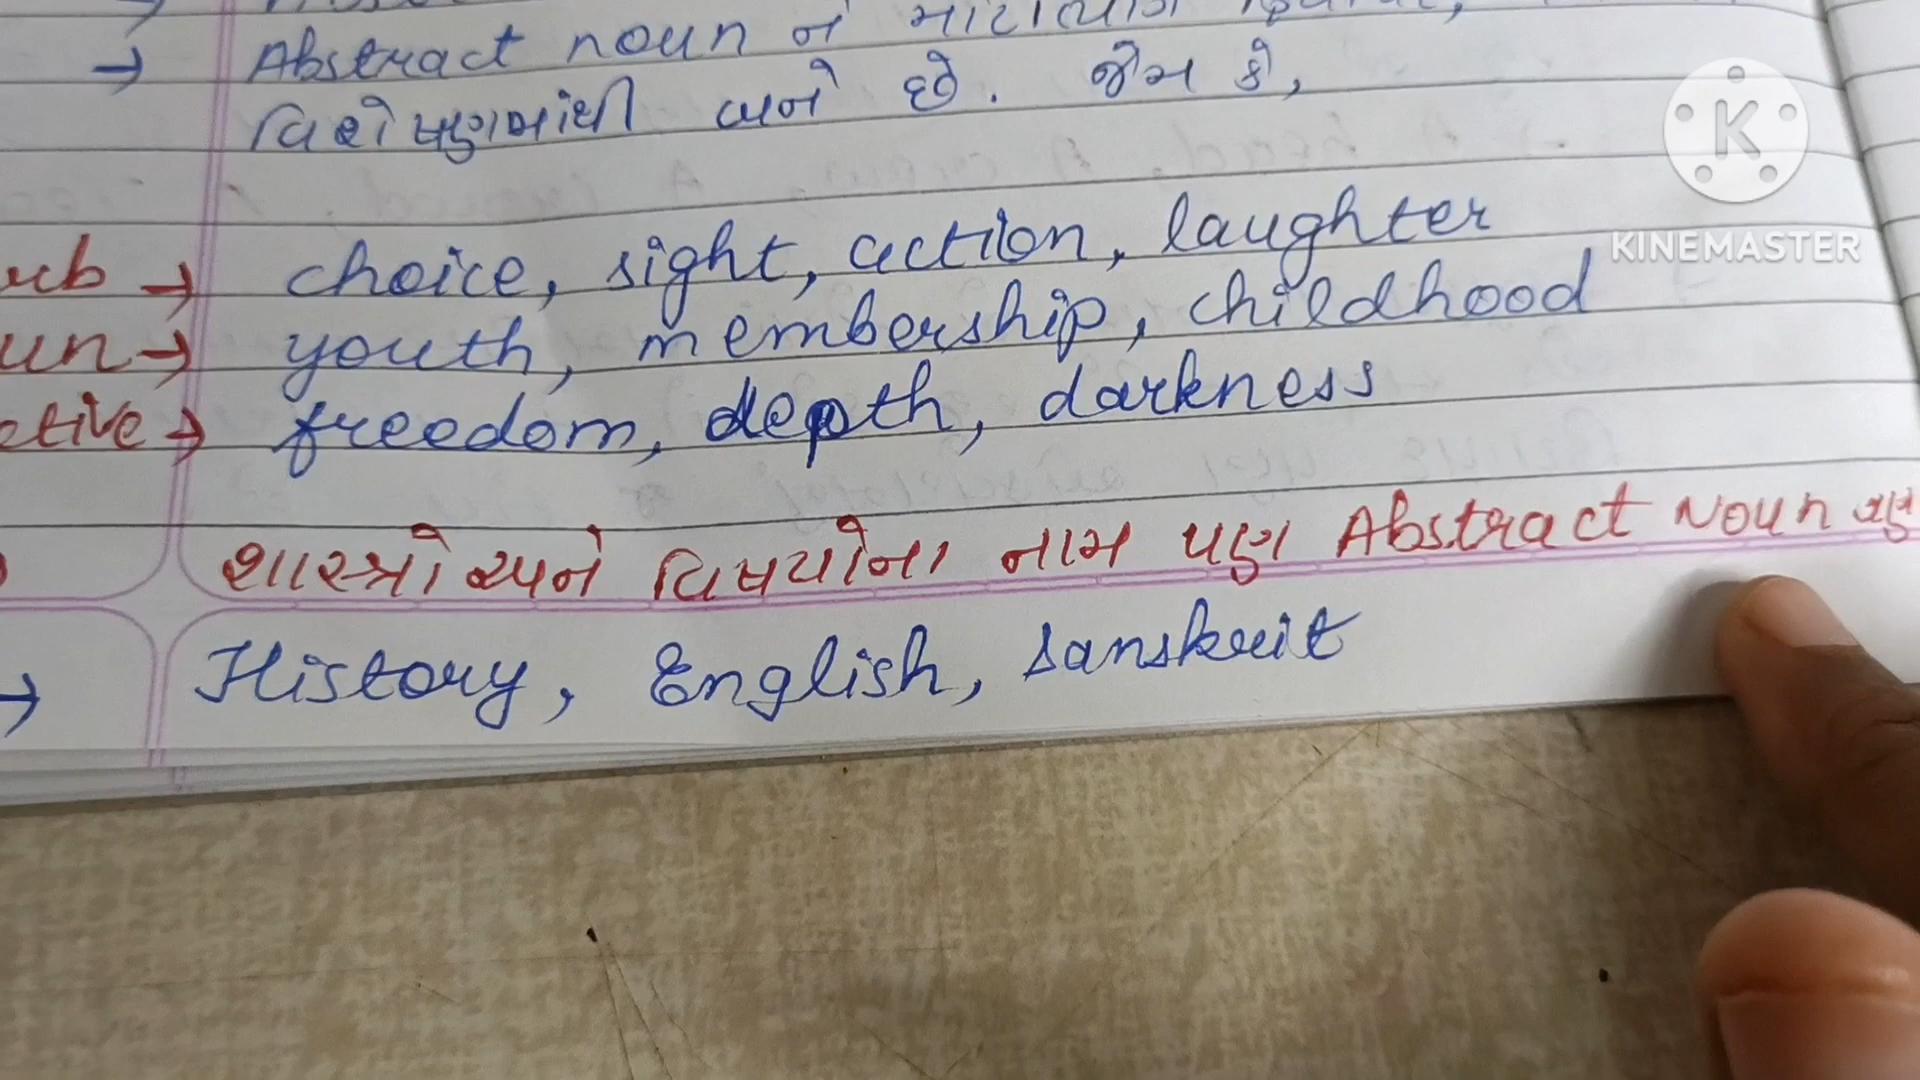 → Abstract noun ને મોટાભાગે
વિશેષણમાંથી બને છે. જેમ કે,
K
KINEMASTER
→ choice, sight, action, laughter
→ youth, membership, childhood
→ freedom, depth, darkness
શાસ્ત્રો અને વિષયોના નામ પણ Abstract Noun
→ History, English, Sanskrit